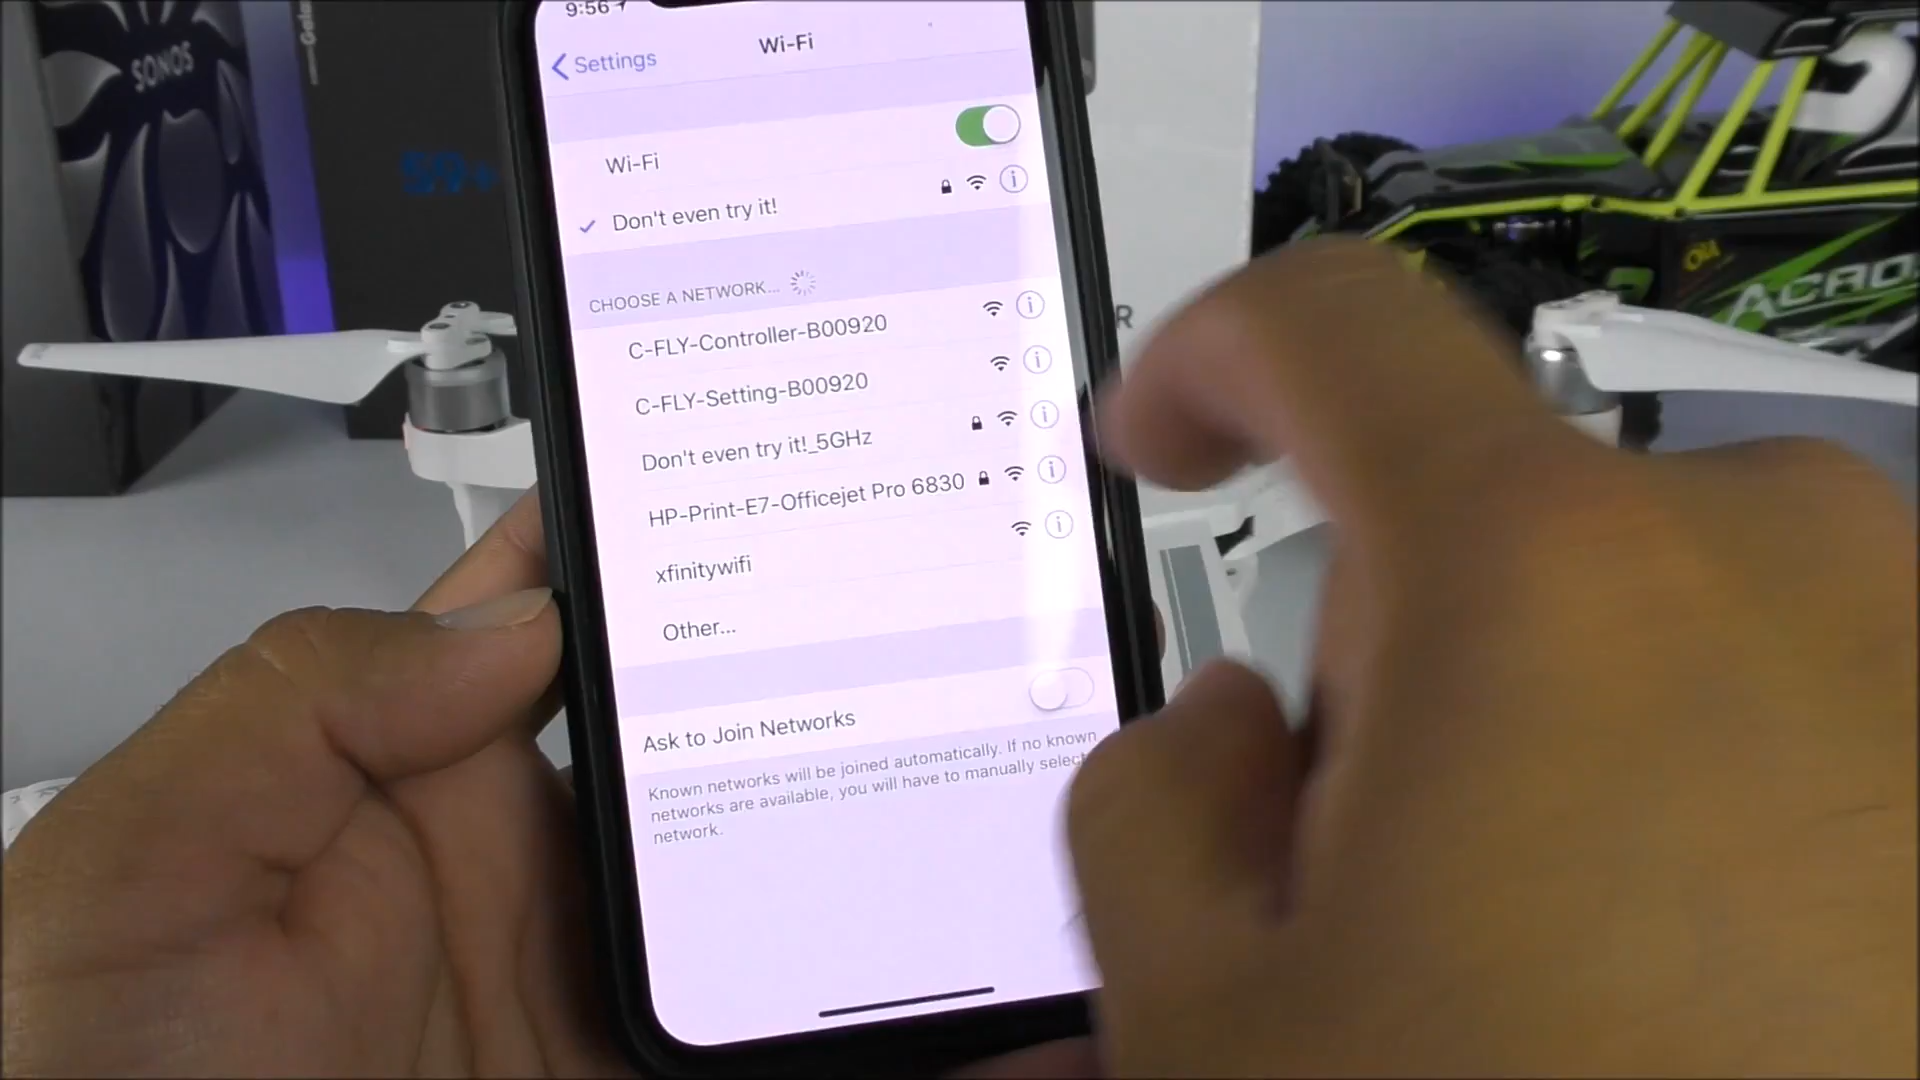 9:56
Settings
Wi-Fi
Wi-Fi
Don't even try it!
CHOOSE A NETWORK...
C-FLY-Controller-B00920
C-FLY-Setting-B00920
Don't even try it!_5GHz
HP-Print-E7-Officejet Pro 6830
xfinitywifi
Other...
Ask to Join Networks
Known networks will be joined automatically. If no known
networks are available, you will have to manually select
network.
SONOS
S9+
R
ACRO